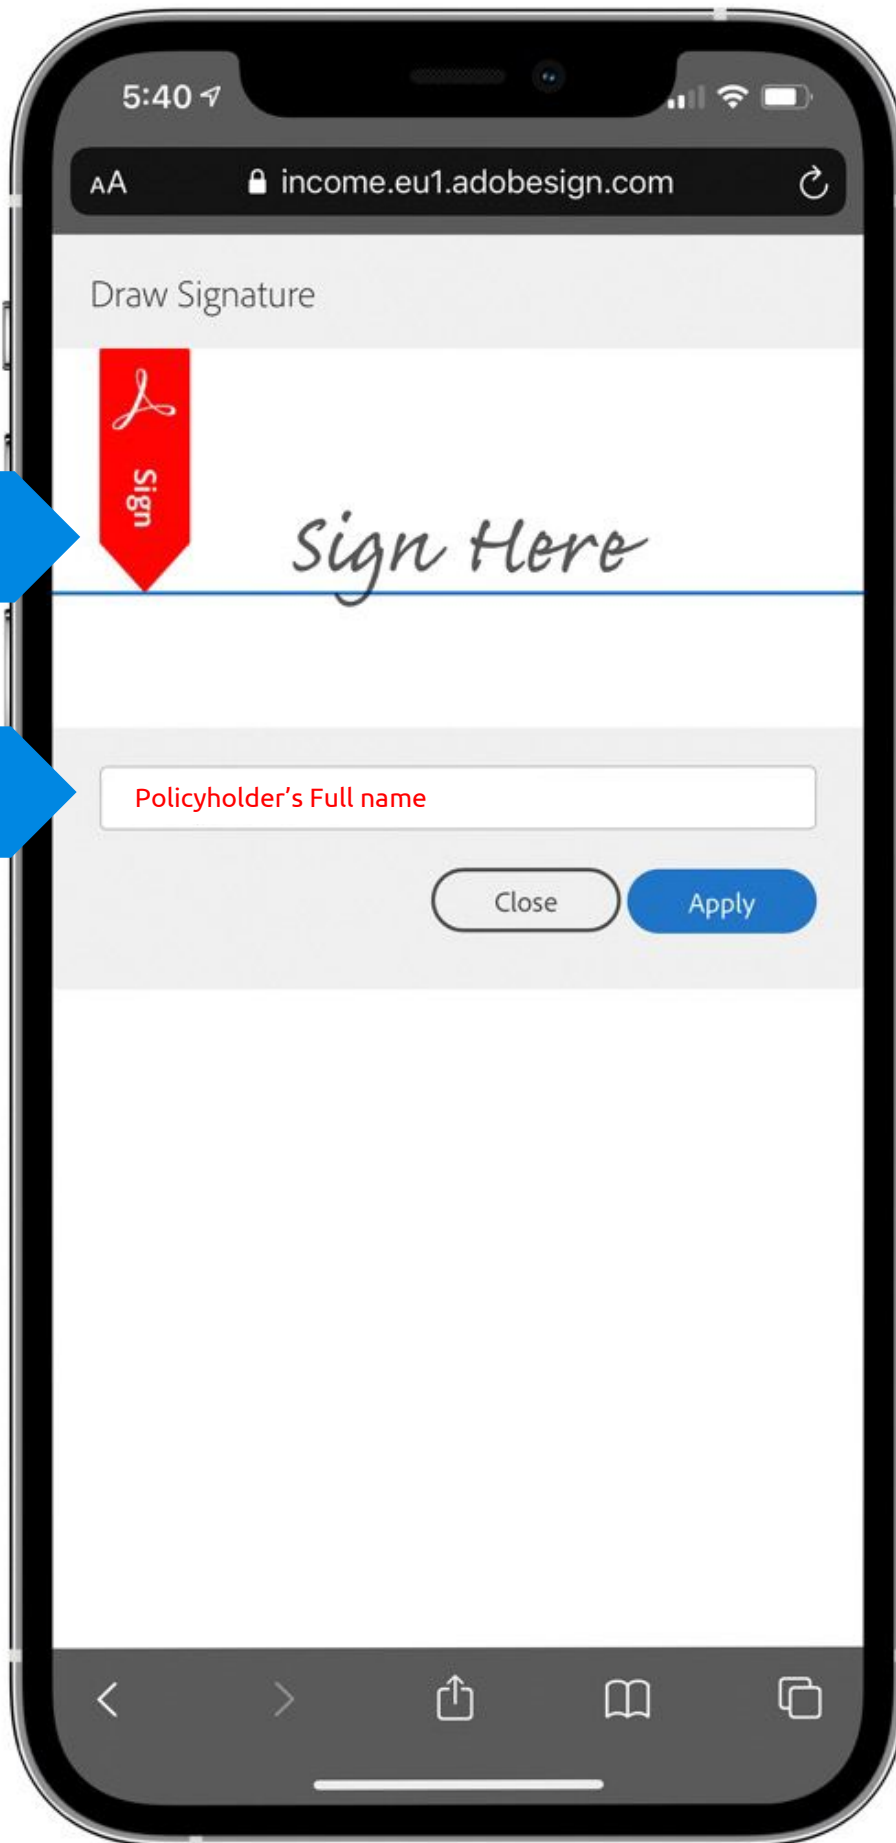 5:40
AA income.eu1.adobesign.com
Draw Signature
Sign
Sign Here
Policyholder’s Full name
Close Apply